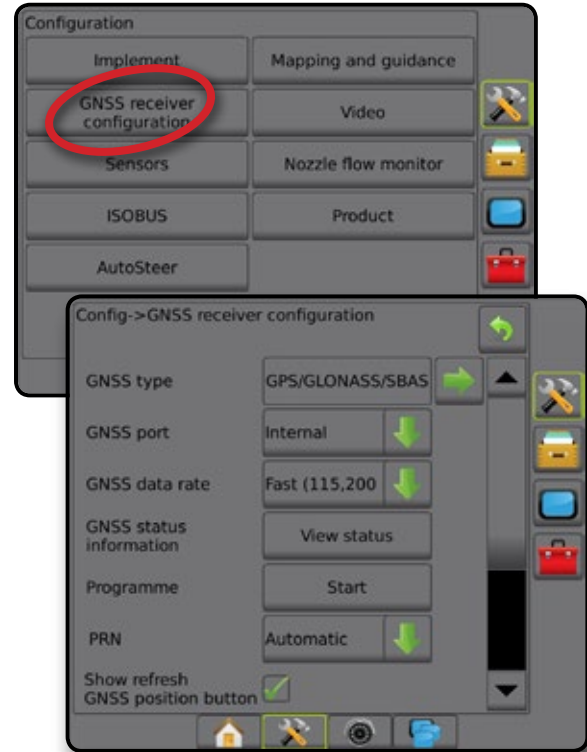 Configuration
Implement
Mapping and guidance
GNSS receiver
configuration
Video
Sensors
Nozzle flow monitor
ISOBUS
Product
AutoSteer
Config->GNSS receiver configuration
GNSS type
GPS/GLONASS/SBAS
GNSS port
Internal
GNSS data rate
Fast (115,200
GNSS status
information
View status
Programme
Start
PRN
Automatic
Show refresh
GNSS position button